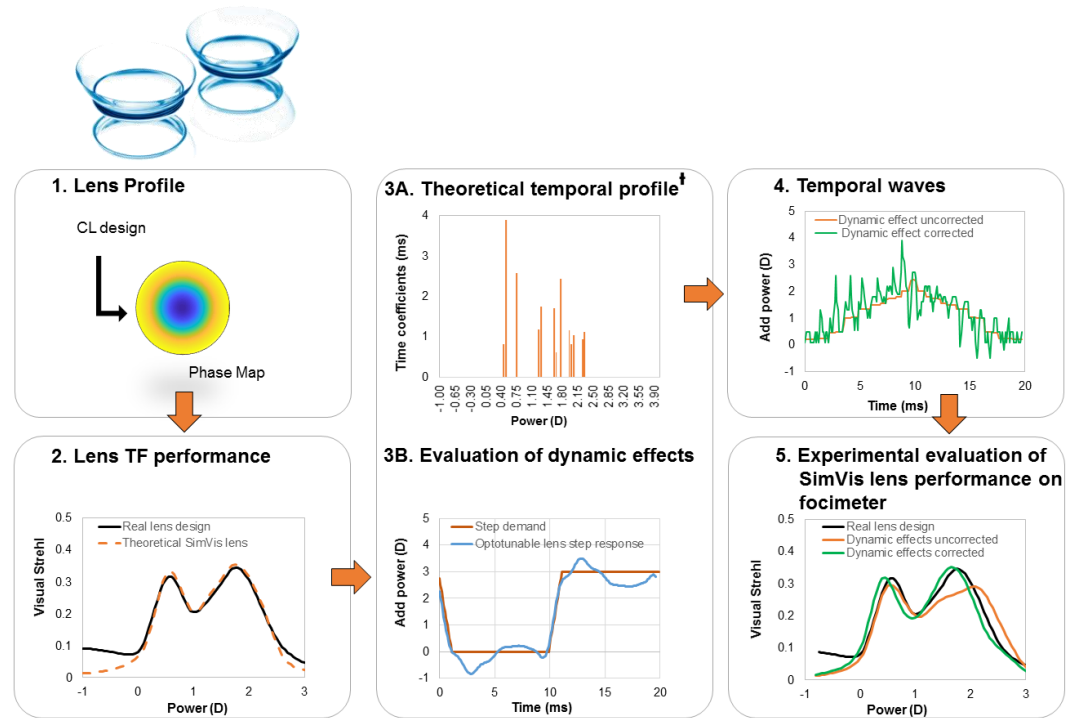 1. Lens Profile
CL design
Phase Map
2. Lens TF performance
Visual Strehl
0.5
0.4
0.3
0.2
0.1
0
Real lens design
Theoretical SimVis lens
-1
0
1
2
3
Power (D)
3A. Theoretical temporal profile†
Time coefficients (ms)
4
3
2
1
0
-1.00
-0.65
-0.30
0.05
0.40
0.75
1.10
1.45
1.80
2.15
2.50
2.85
3.20
3.55
3.90
Power (D)
3B. Evaluation of dynamic effects
Add power (D)
5
4
3
2
1
0
-1
-2
Step demand
Optotunable lens step response
0
5
10
15
20
Time (ms)
4. Temporal waves
Add power (D)
5
4
3
2
1
0
-1
Dynamic effect uncorrected
Dynamic effect corrected
0
5
10
15
20
Time (ms)
5. Experimental evaluation of
SimVis lens performance on
focimeter
Visual Strehl
0.5
0.4
0.3
0.2
0.1
0
Real lens design
Dynamic effects uncorrected
Dynamic effects corrected
-1
0
1
2
3
Power (D)